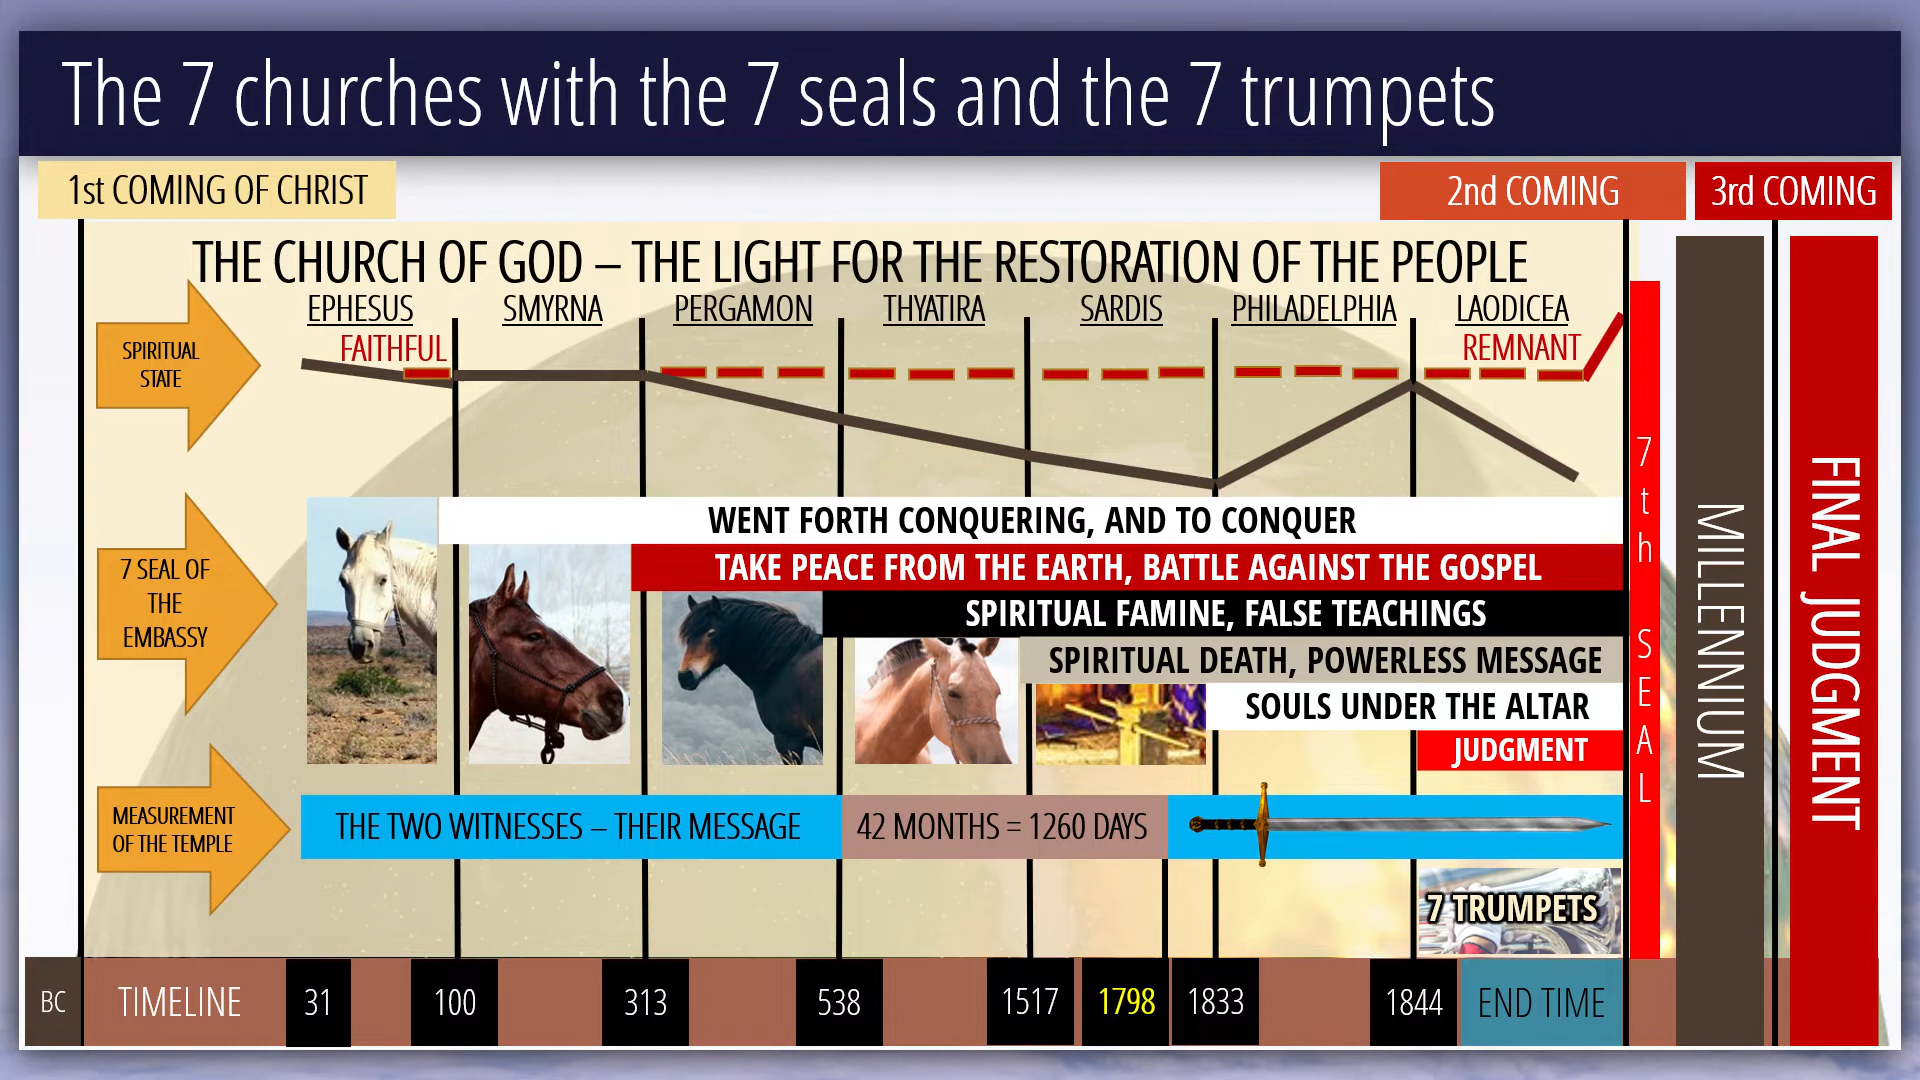 The 7 churches with the 7 seals and the 7 trumpets
1st COMING OF CHRIST
2nd COMING
3rd COMING
THE CHURCH OF GOD – THE LIGHT FOR THE RESTORATION OF THE PEOPLE
EPHESUS
SMYRNA
PERGAMON
THYATIRA
SARDIS
PHILADELPHIA
LAODICEA
SPIRITUAL
STATE
FAITHFUL
REMNANT
7 SEAL OF
THE
EMBASSY
WENT FORTH CONQUERING, AND TO CONQUER
TAKE PEACE FROM THE EARTH, BATTLE AGAINST THE GOSPEL
SPIRITUAL FAMINE, FALSE TEACHINGS
SPIRITUAL DEATH, POWERLESS MESSAGE
SOULS UNDER THE ALTAR
JUDGMENT
MEASUREMENT
OF THE TEMPLE
THE TWO WITNESSES – THEIR MESSAGE
42 MONTHS = 1260 DAYS
7 TRUMPETS
7th SEAL
MILLENNIUM
FINAL JUDGMENT
BC
TIMELINE
31
100
313
538
1517
1798
1833
1844
END TIME